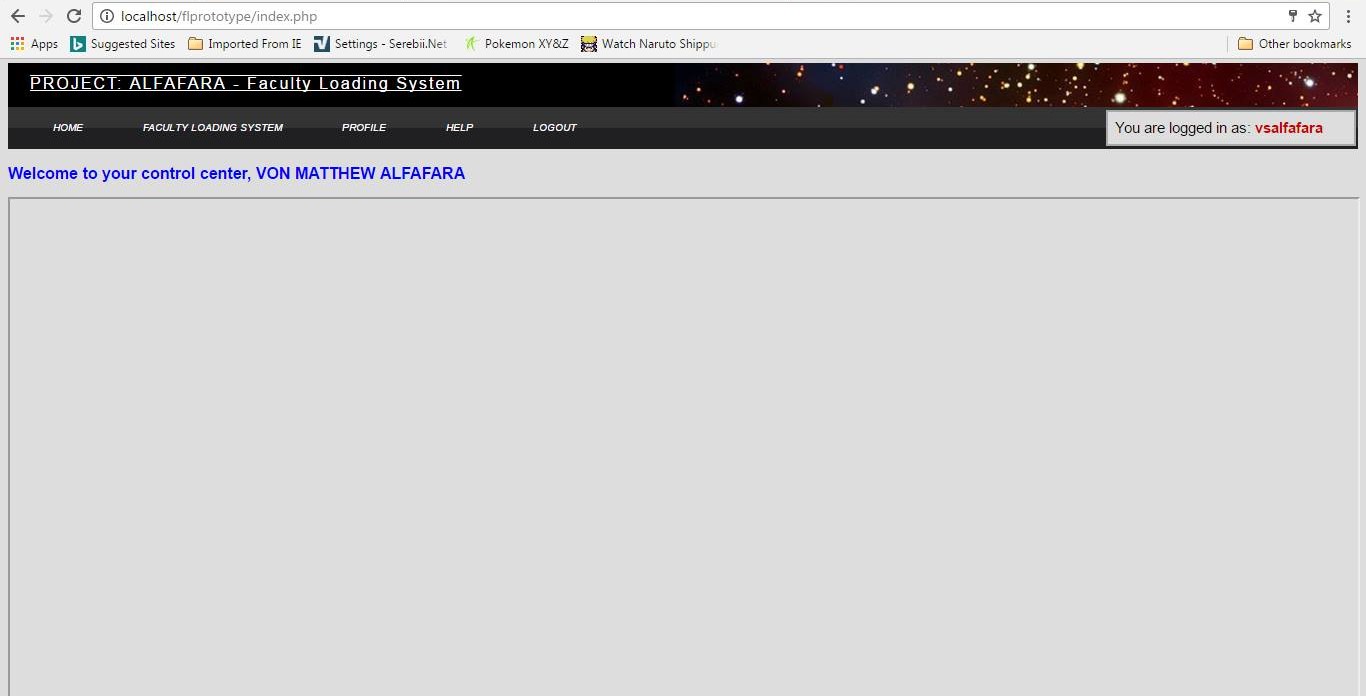 localhost/flprototype/index.php
Apps Suggested Sites Imported From IE Settings - Serebii.Net Pokemon XY&Z Watch Naruto Shippu Other bookmarks
PROJECT: ALFAFARA - Faculty Loading System
HOME FACULTY LOADING SYSTEM PROFILE HELP LOGOUT You are logged in as: vsalfafara
Welcome to your control center, VON MATTHEW ALFAFARA